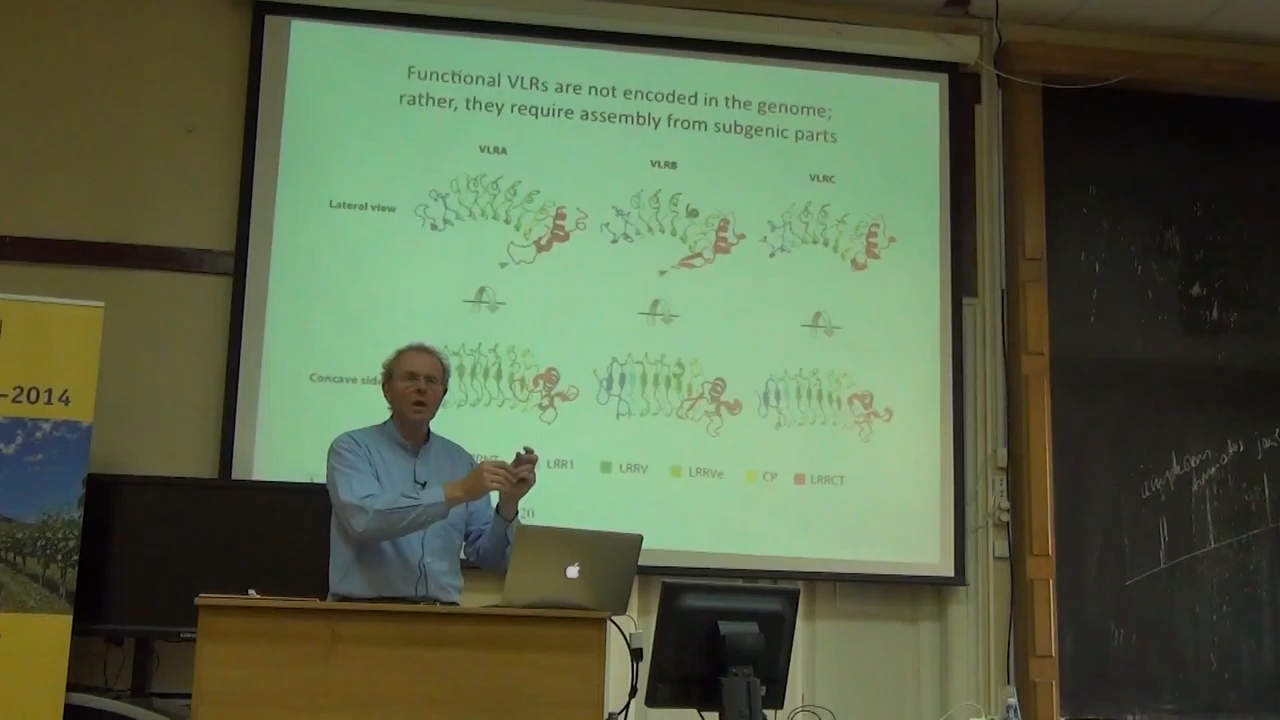 Functional VLRs are not encoded in the genome;
rather, they require assembly from subgenic parts
VLRA
VLRB
VLRC
Lateral view
Concave side
LRR1
LRRV
LRRVe
CP
LRRCT
20
-2014